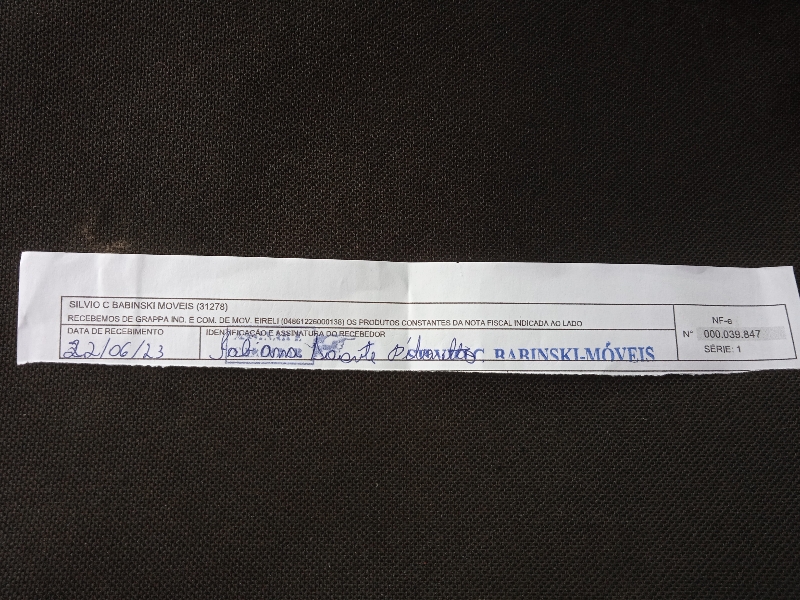 SILVIO C BABINSKI MOVEIS (31278)
RECEBEMOS DE GRAPPA IND. E COM. DE MOV. EIRELI (04661226000136) OS PRODUTOS CONSTANTES DA NOTA FISCAL INDICADA AO LADO
DATA DE RECEBIMENTO
22/06/23
IDENTIFICAÇÃO E ASSINATURA DO RECEBEDOR
C. BABINSKI-MÓVEIS
NF-e
N° 000.039.847
SÉRIE: 1